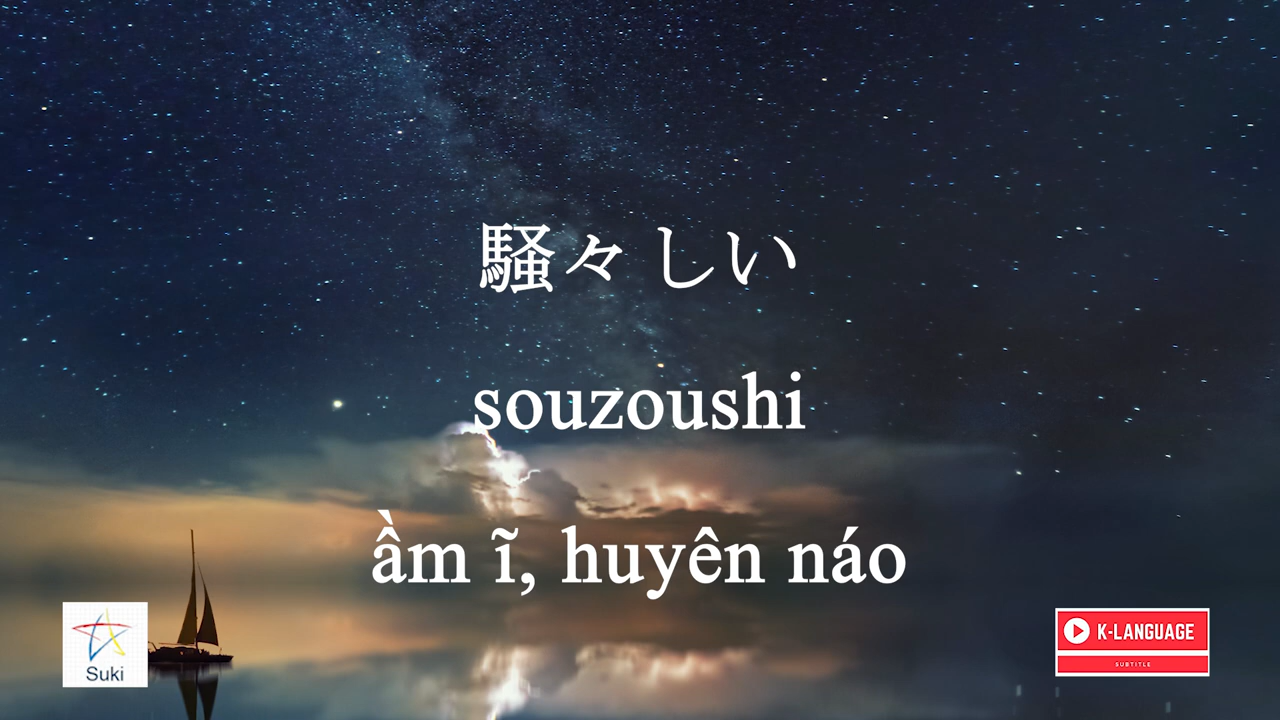 騒々しい
souzoushi
ầm ĩ, huyên náo
Suki
K-LANGUAGE
SUBTITLE